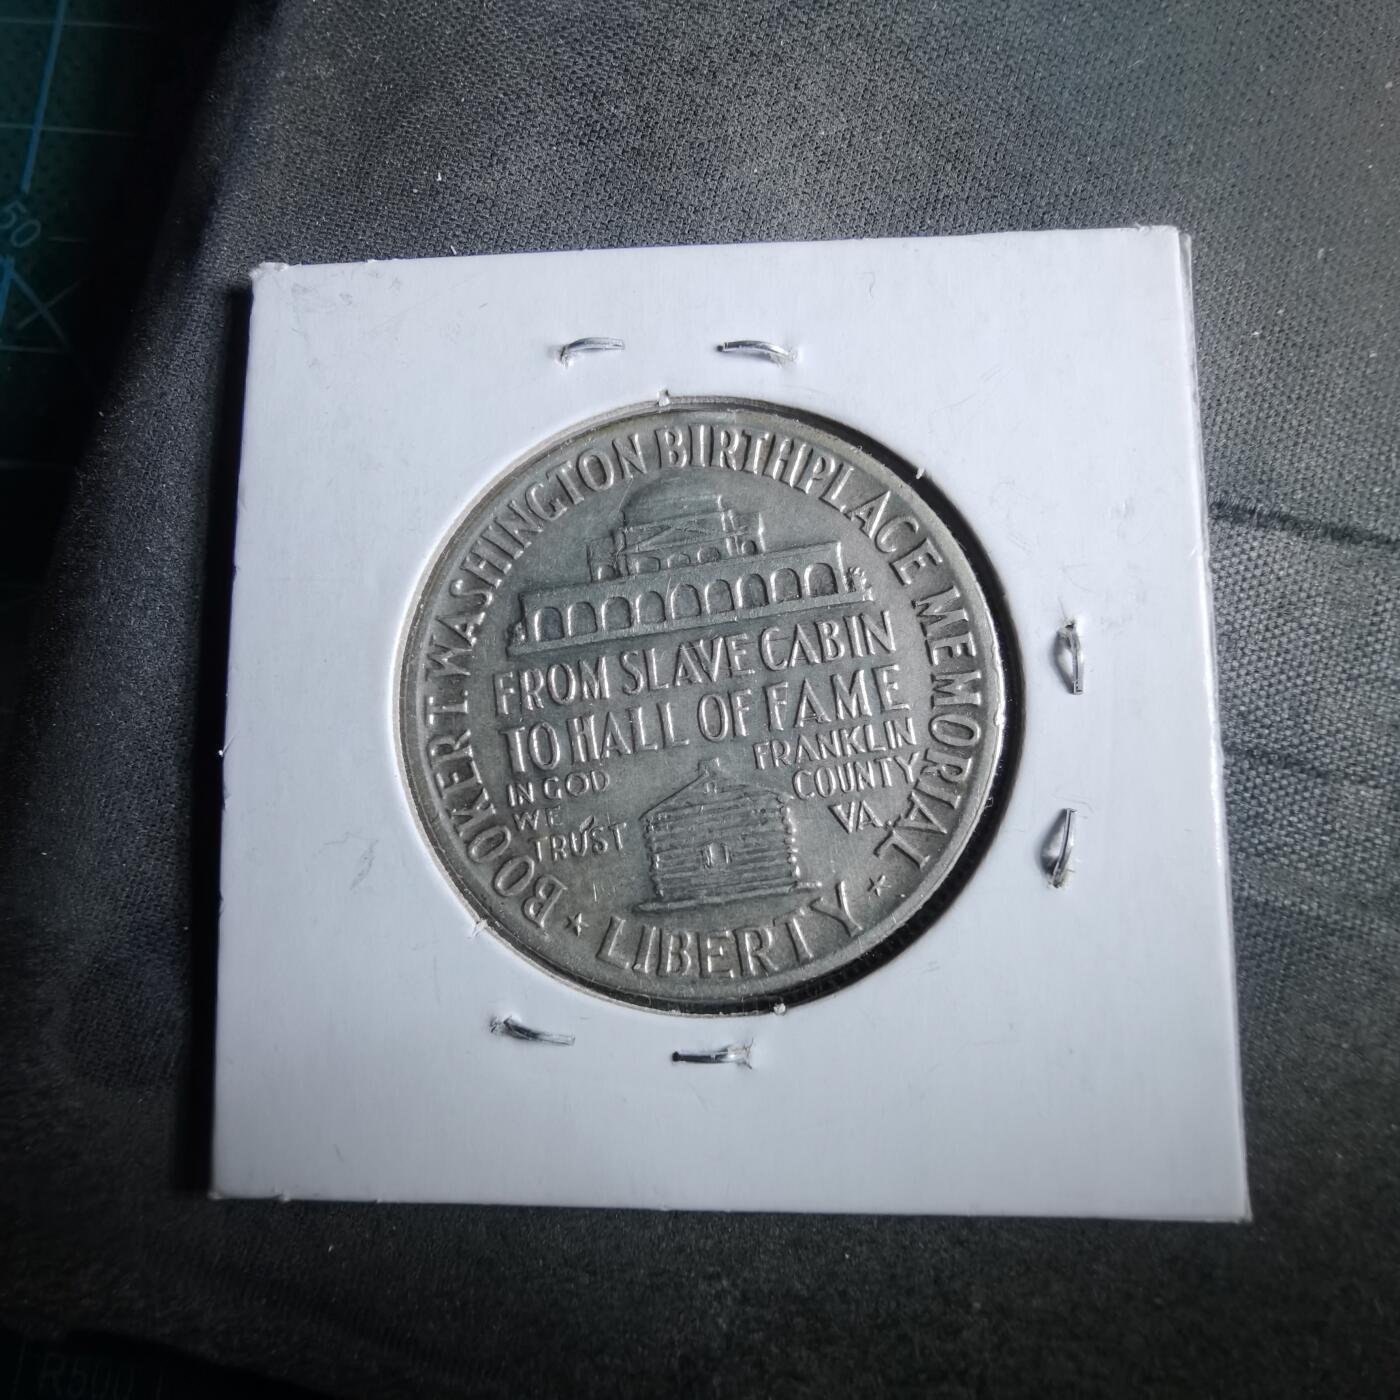 BOOKER T. WASHINGTON BIRTHPLACE MEMORIAL
FROM SLAVE CABIN
TO HALL OF FAME
IN GOD
WE
TRUST
FRANKLIN
COUNTY
VA.
LIBERTY
50